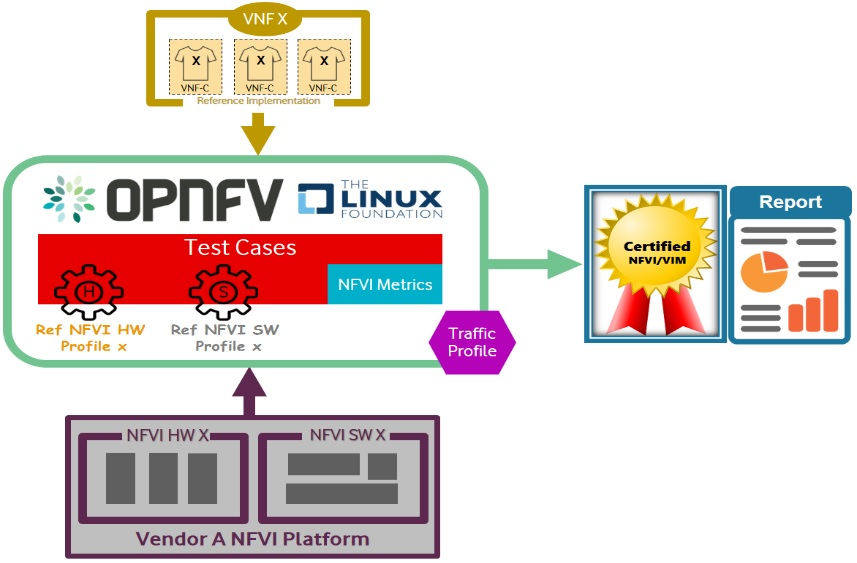 VNF X
X X X
VNF-C VNF-C VNF-C
Reference Implementation
OPNFV
THE
LINUX
FOUNDATION
Test Cases
NFVI Metrics
H
S
Ref NFVI HW
Profile x
Ref NFVI SW
Profile x
Traffic
Profile
Certified
NFVI/VIM
Report
NFVI HW X
NFVI SW X
Vendor A NFVI Platform